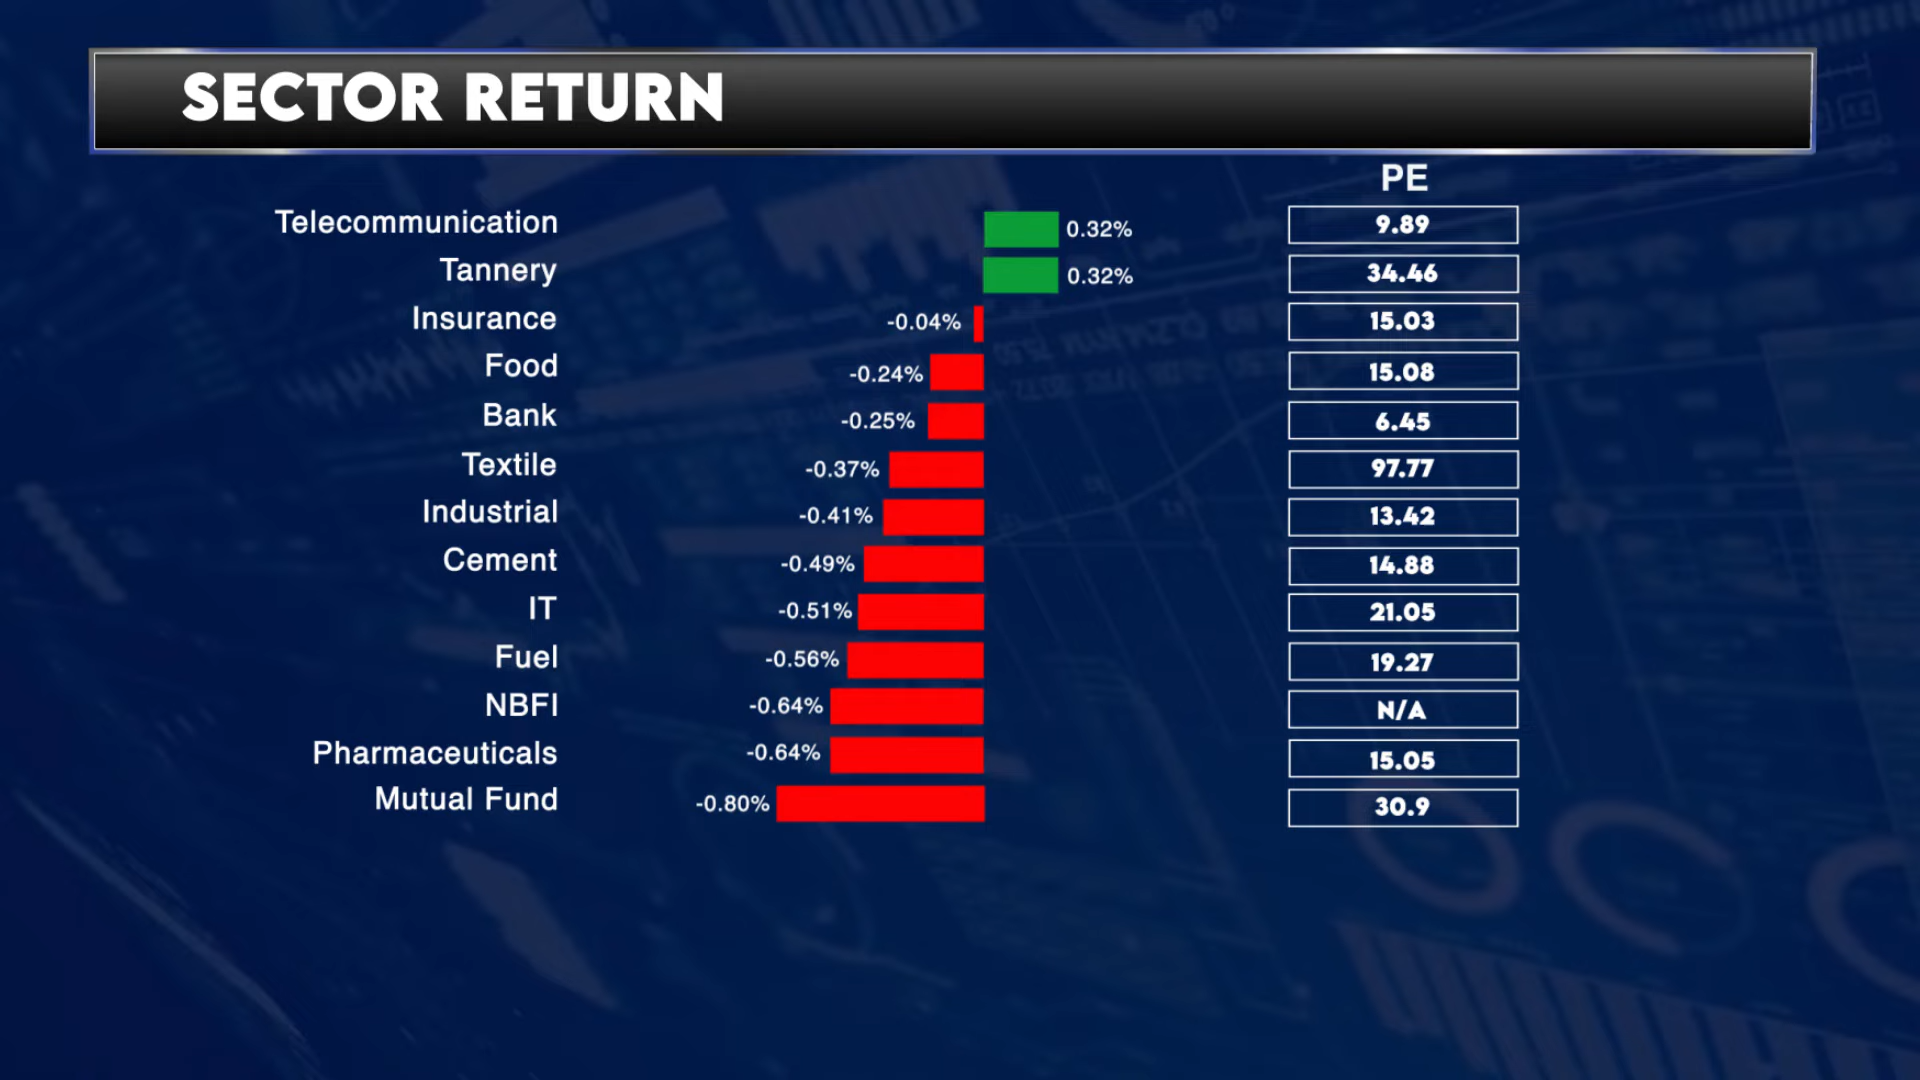 SECTOR RETURN
PE
Telecommunication 0.32% 9.89
Tannery 0.32% 34.46
Insurance -0.04% 15.03
Food -0.24% 15.08
Bank -0.25% 6.45
Textile -0.37% 97.77
Industrial -0.41% 13.42
Cement -0.49% 14.88
IT -0.51% 21.05
Fuel -0.56% 19.27
NBFI -0.64% N/A
Pharmaceuticals -0.64% 15.05
Mutual Fund -0.80% 30.9